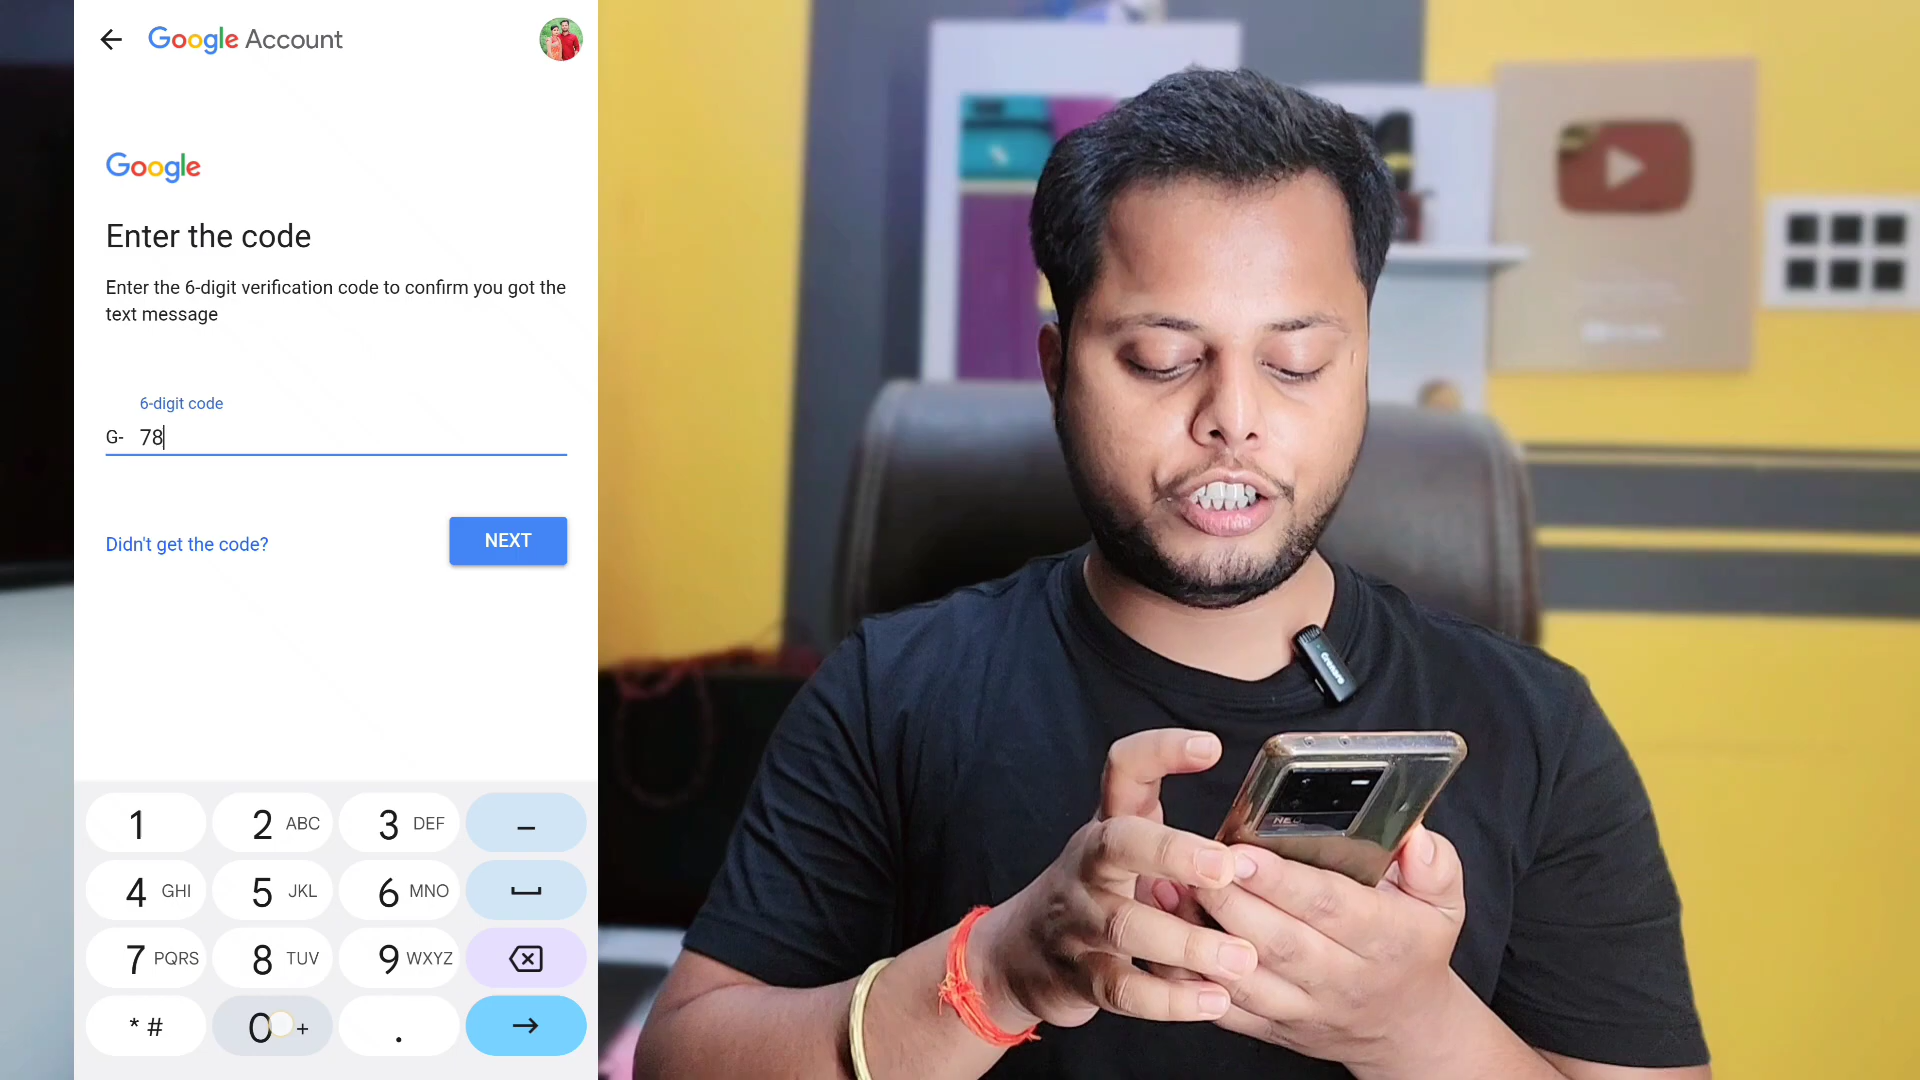 Google Account
Google
Enter the code
Enter the 6-digit verification code to confirm you got the
text message
6-digit code
G- 78
Didn't get the code?
NEXT
1
2 ABC
3 DEF
–
4 GHI
5 JKL
6 MNO
7 PQRS
8 TUV
9 WXYZ
* #
0 +
.